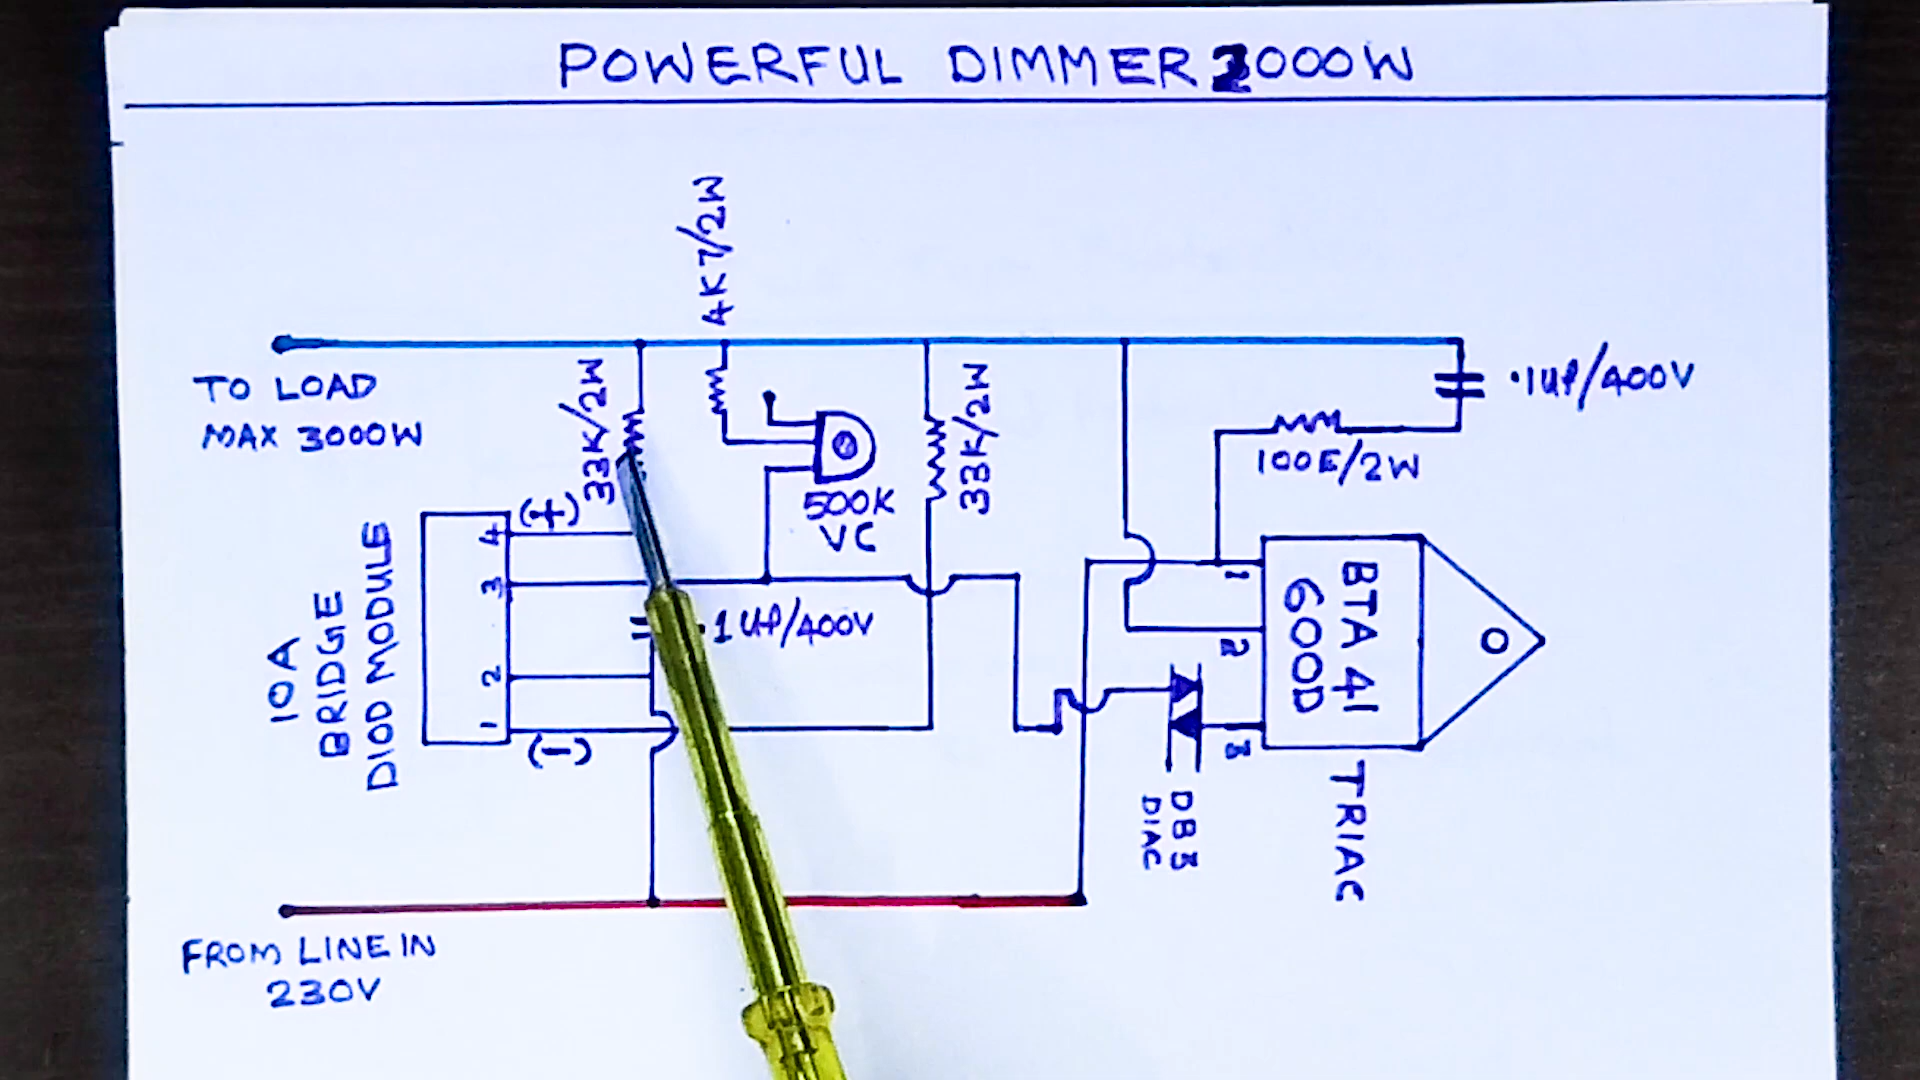 POWERFUL DIMMER 3000W
4K7/2W
TO LOAD
MAX 3000W
33K/2W
500K
VC
33K/2W
.1UF/400V
100E/2W
10A
BRIDGE
DIOD MODULE
(+)
4
3
2
1
(-)
.1UF/400V
1
2
3
BTA 41
600D
TRIAC
DB3
DIAC
FROM LINE IN
230V